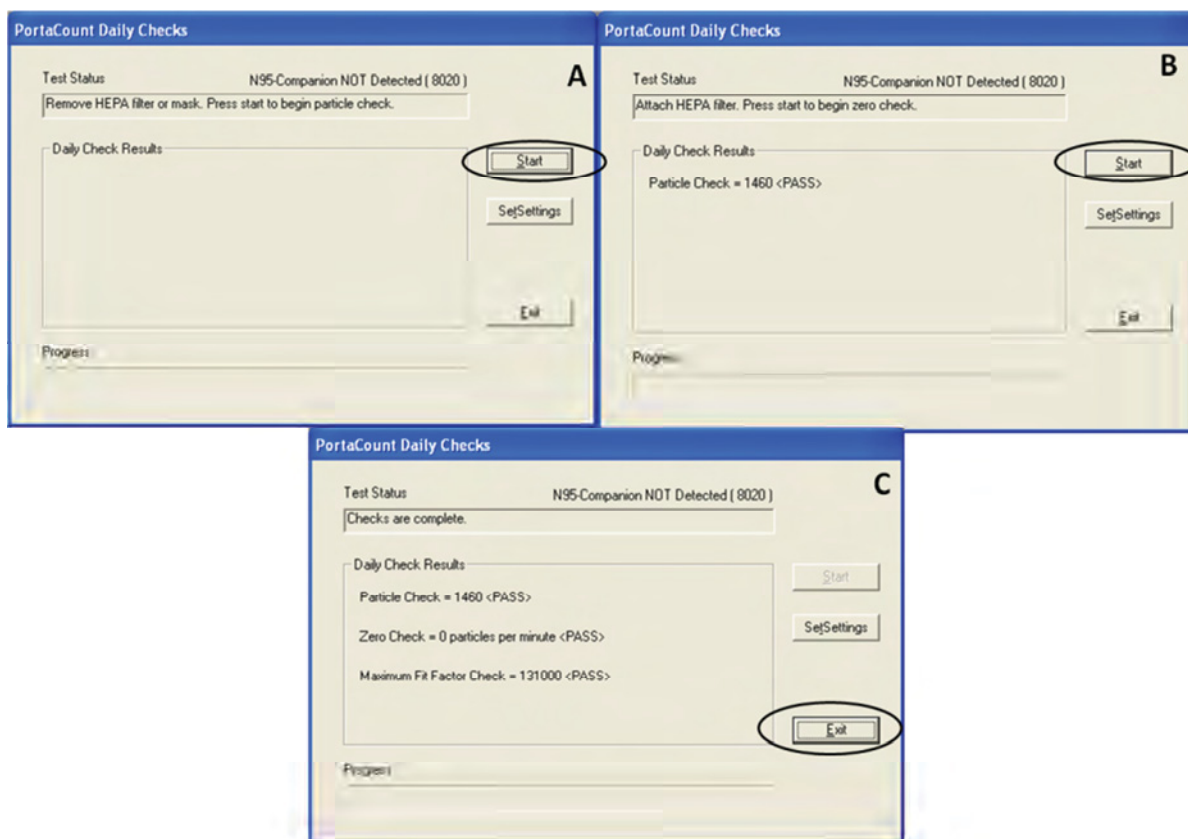 PortaCount Daily Checks
A
Test Status
N95-Companion NOT Detected ( 8020 )
Remove HEPA filter or mask. Press start to begin particle check.
Daily Check Results
Start
SetSettings
Exit
Progress
PortaCount Daily Checks
B
Test Status
N95-Companion NOT Detected ( 8020 )
Attach HEPA filter. Press start to begin zero check.
Daily Check Results
Particle Check = 1460 <PASS>
Start
SetSettings
Exit
Progress
PortaCount Daily Checks
C
Test Status
N95-Companion NOT Detected ( 8020 )
Checks are complete.
Daily Check Results
Particle Check = 1460 <PASS>
Zero Check = 0 particles per minute <PASS>
Maximum Fit Factor Check = 131000 <PASS>
Start
SetSettings
Exit
Progress